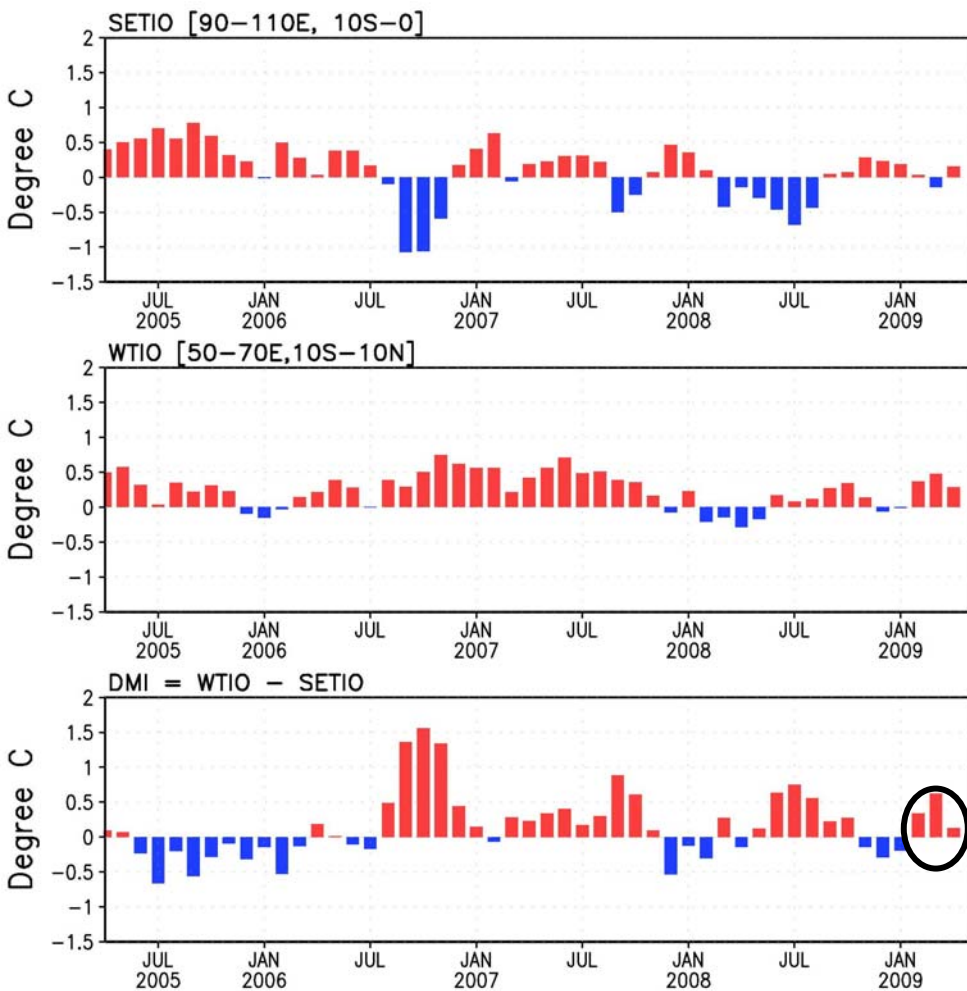 SETIO [90-110E, 10S-0]
Degree C
2
1.5
1
0.5
0
-0.5
-1
-1.5
JUL JAN JUL JAN JUL JAN JUL JAN
2005 2006 2007 2008 2009
WTIO [50-70E,10S-10N]
Degree C
2
1.5
1
0.5
0
-0.5
-1
-1.5
JUL JAN JUL JAN JUL JAN JUL JAN
2005 2006 2007 2008 2009
DMI = WTIO - SETIO
Degree C
2
1.5
1
0.5
0
-0.5
-1
-1.5
JUL JAN JUL JAN JUL JAN JUL JAN
2005 2006 2007 2008 2009